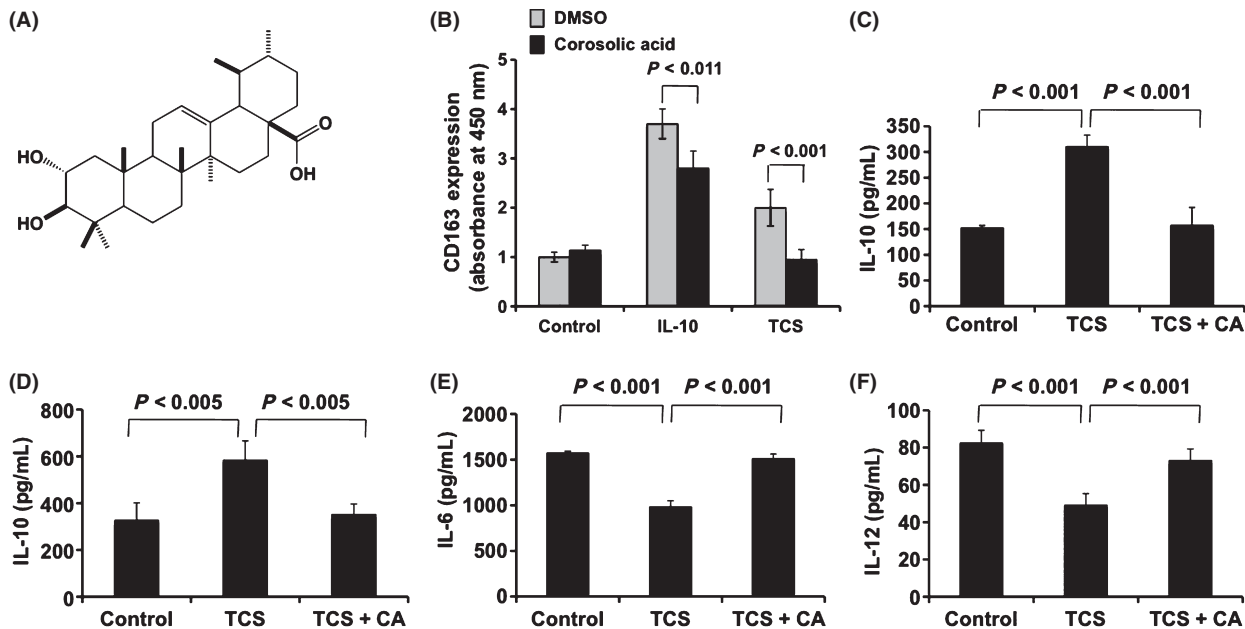 (A)
HO
HO
O
OH
(B)
DMSO
Corosolic acid
CD163 expression
(absorbance at 450 nm)
5
4
3
2
1
0
P < 0.011
P < 0.001
Control
IL-10
TCS
(C)
P < 0.001
P < 0.001
IL-10 (pg/mL)
350
300
250
200
150
100
50
0
Control
TCS
TCS + CA
(D)
P < 0.005
P < 0.005
IL-10 (pg/mL)
800
600
400
200
0
Control
TCS
TCS + CA
(E)
P < 0.001
P < 0.001
IL-6 (pg/mL)
2000
1500
1000
500
0
Control
TCS
TCS + CA
(F)
P < 0.001
P < 0.001
IL-12 (pg/mL)
100
80
60
40
20
0
Control
TCS
TCS + CA